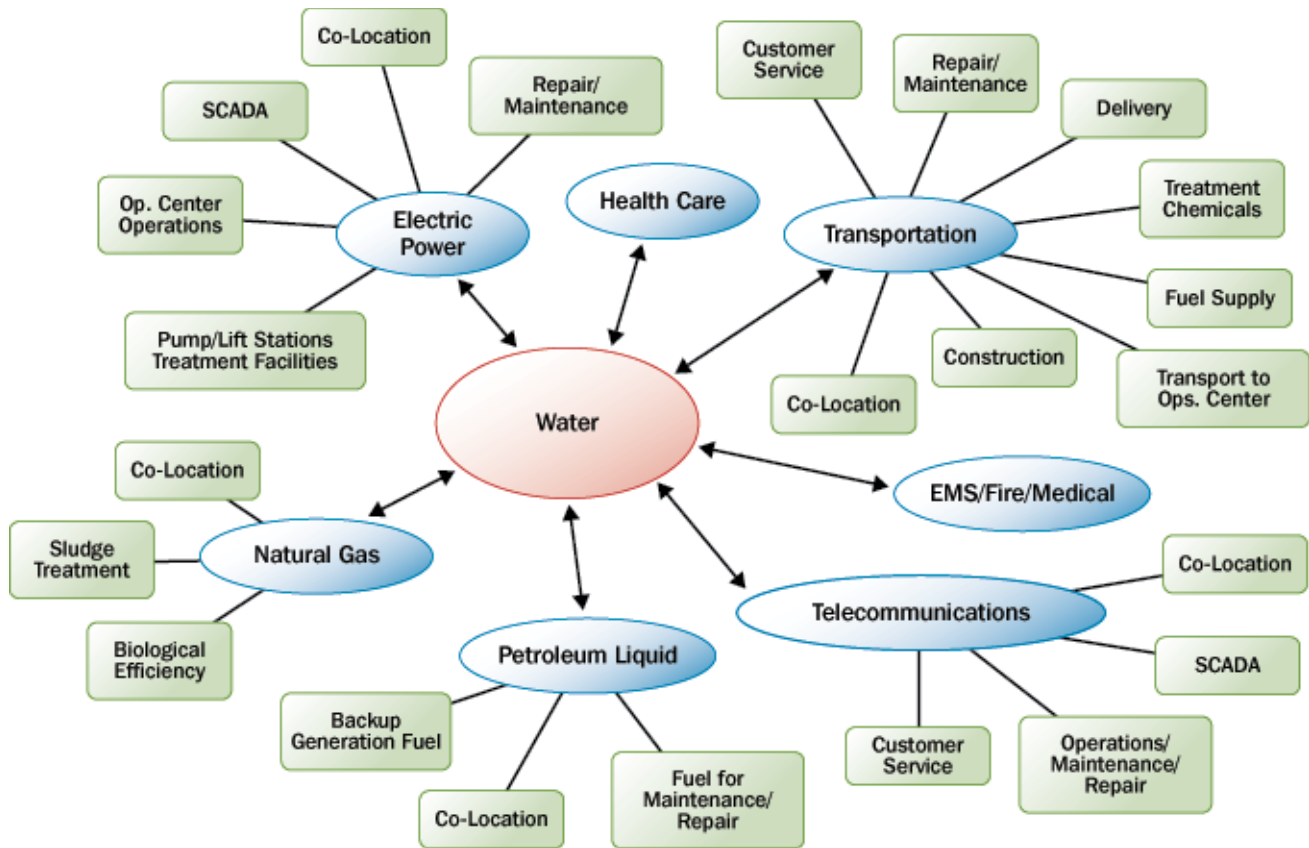 Co-Location
SCADA
Repair/
Maintenance
Op. Center
Operations
Electric
Power
Pump/Lift Stations
Treatment Facilities
Health Care
Customer
Service
Repair/
Maintenance
Delivery
Treatment
Chemicals
Transportation
Fuel Supply
Construction
Transport to
Ops. Center
Co-Location
Water
Co-Location
Sludge
Treatment
Natural Gas
Biological
Efficiency
EMS/Fire/Medical
Co-Location
Telecommunications
SCADA
Customer
Service
Operations/
Maintenance/
Repair
Petroleum Liquid
Backup
Generation Fuel
Co-Location
Fuel for
Maintenance/
Repair